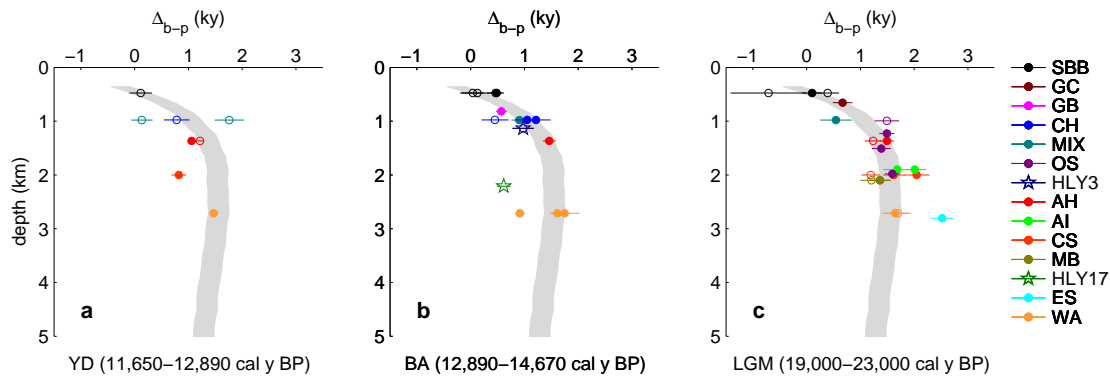 Δb−p (ky)
−1 0 1 2 3
0
1
2
3
4
5
depth (km)
a
YD (11,650−12,890 cal y BP)
Δb−p (ky)
−1 0 1 2 3
0
1
2
3
4
5
b
BA (12,890−14,670 cal y BP)
Δb−p (ky)
−1 0 1 2 3
0
1
2
3
4
5
c
LGM (19,000−23,000 cal y BP)
SBB
GC
GB
CH
MIX
OS
HLY3
AH
AI
CS
MB
HLY17
ES
WA